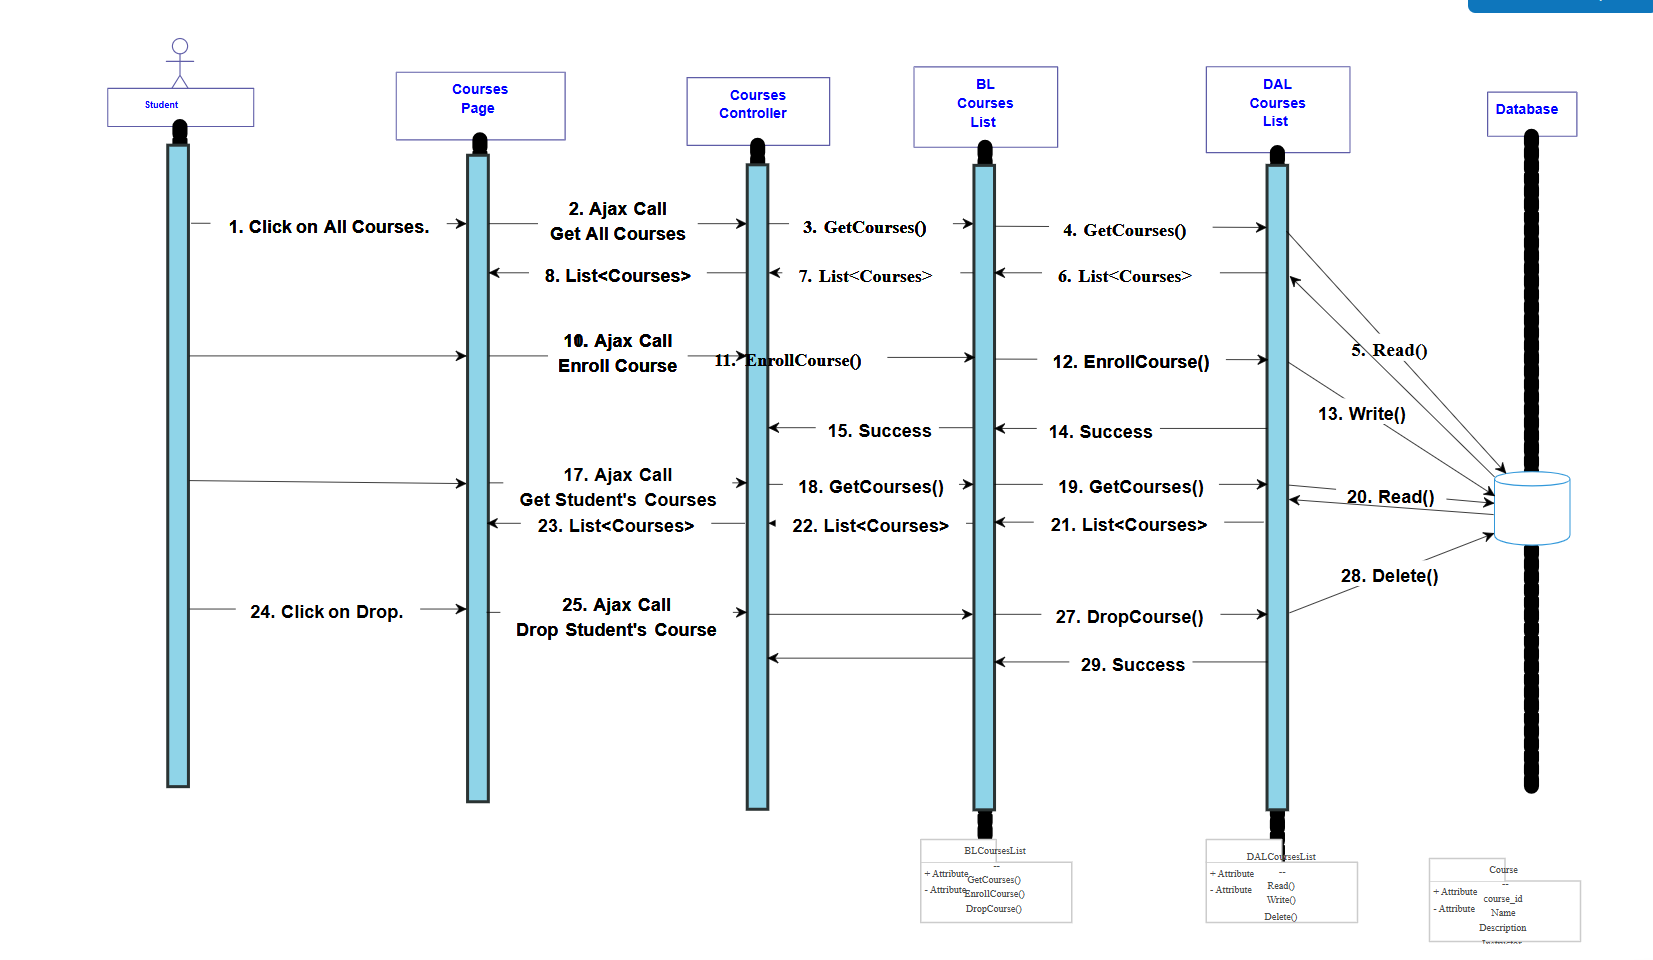 Student
Courses
Page
Courses
Controller
BL
Courses
List
DAL
Courses
List
Database
1. Click on All Courses.
2. Ajax Call
Get All Courses
3. GetCourses()
4. GetCourses()
8. List<Courses>
7. List<Courses>
6. List<Courses>
5. Read()
10. Ajax Call
Enroll Course
11. EnrollCourse()
12. EnrollCourse()
13. Write()
15. Success
14. Success
17. Ajax Call
Get Student's Courses
18. GetCourses()
19. GetCourses()
20. Read()
23. List<Courses>
22. List<Courses>
21. List<Courses>
28. Delete()
24. Click on Drop.
25. Ajax Call
Drop Student's Course
27. DropCourse()
29. Success
BLCoursesList
--
+ Attribute
GetCourses()
- Attribute
EnrollCourse()
DropCourse()
DALCoursesList
--
+ Attribute
Read()
- Attribute
Write()
Delete()
Course
--
+ Attribute
course_id
- Attribute
Name
Description